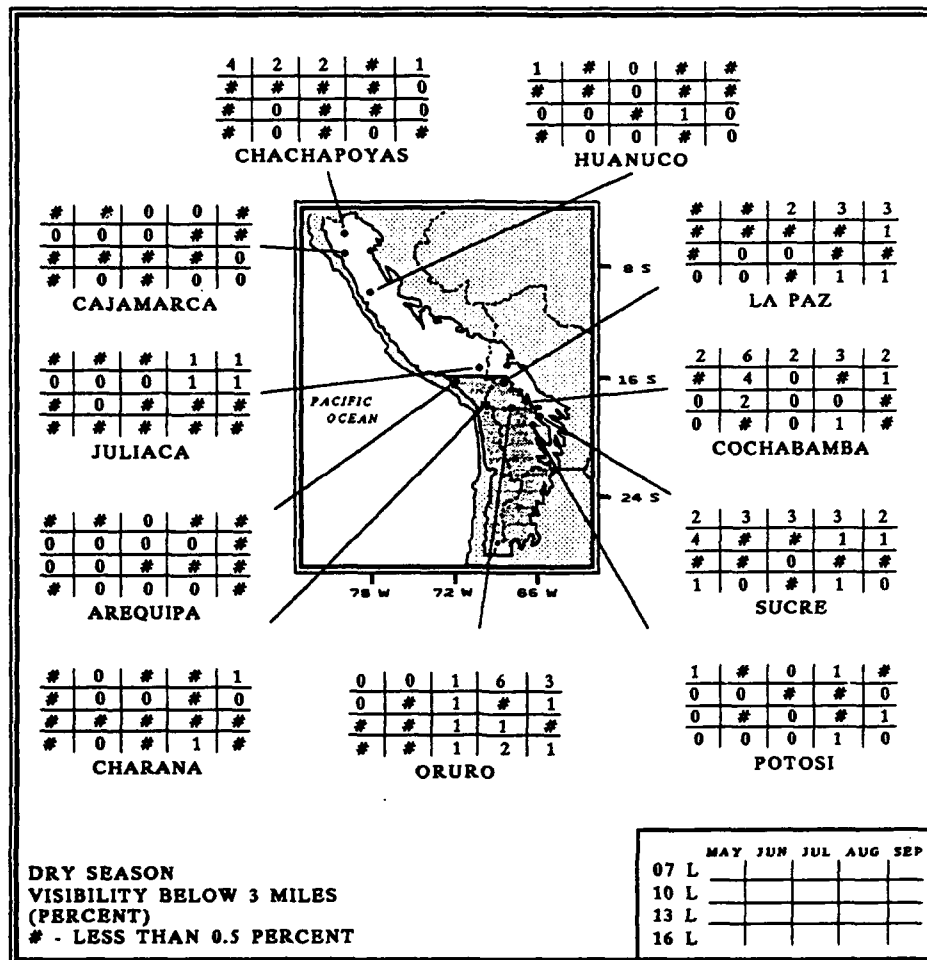 4 2 2 # 1
# # # # 0
# 0 # # 0
# 0 # 0 #
CHACHAPOYAS
1 # 0 # #
# # 0 # #
0 0 # 1 0
# 0 0 # 0
HUANUCO
# # 0 0 #
0 0 0 # #
# # # # 0
# 0 # 0 0
CAJAMARCA
# # 2 3 3
# # # # 1
# 0 0 # #
0 0 # 1 1
LA PAZ
# # # 1 1
0 0 0 1 1
# 0 # # #
# # # # #
JULIACA
2 6 2 3 2
# 4 0 # 1
0 2 0 0 #
0 # 0 1 #
COCHABAMBA
# # 0 # #
0 0 0 0 #
0 0 # # #
# 0 0 0 #
AREQUIPA
2 3 3 3 2
4 # # 1 1
# # 0 # #
1 0 # 1 0
SUCRE
# 0 # # 1
# 0 0 # 0
# # # # #
# 0 # 1 #
CHARANA
0 0 1 6 3
0 # 1 # 1
# # 1 1 #
# # 1 2 1
ORURO
1 # 0 1 #
0 0 # # 0
0 # 0 # 1
0 0 0 1 0
POTOSI
PACIFIC
OCEAN
8 S
16 S
24 S
78 W 72 W 66 W
DRY SEASON
VISIBILITY BELOW 3 MILES
(PERCENT)
# - LESS THAN 0.5 PERCENT
MAY JUN JUL AUG SEP
07 L
10 L
13 L
16 L